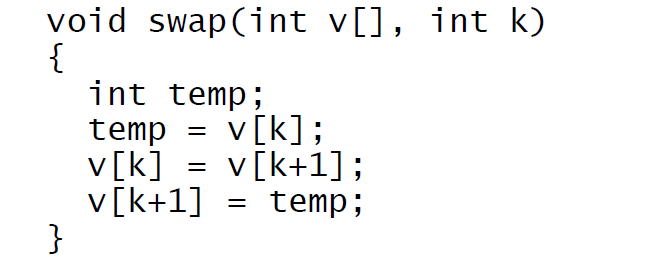 void swap(int v[], int k)
{
  int temp;
  temp = v[k];
  v[k] = v[k+1];
  v[k+1] = temp;
}